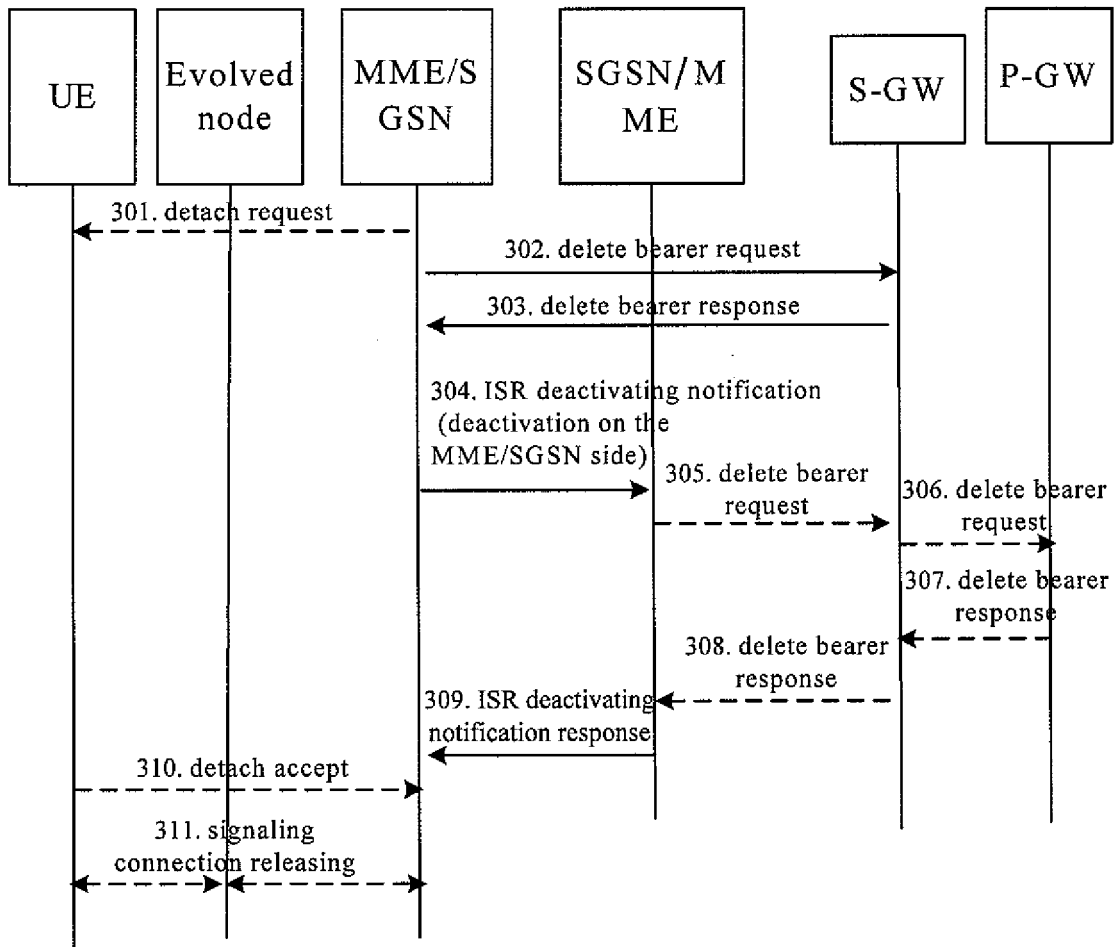 UE
Evolved
node
MME/S
GSN
SGSN/M
ME
S-GW
P-GW
301. detach request
302. delete bearer request
303. delete bearer response
304. ISR deactivating notification
(deactivation on the
MME/SGSN side)
305. delete bearer
request
306. delete bearer
request
307. delete bearer
response
308. delete bearer
response
309. ISR deactivating
notification response
310. detach accept
311. signaling
connection releasing